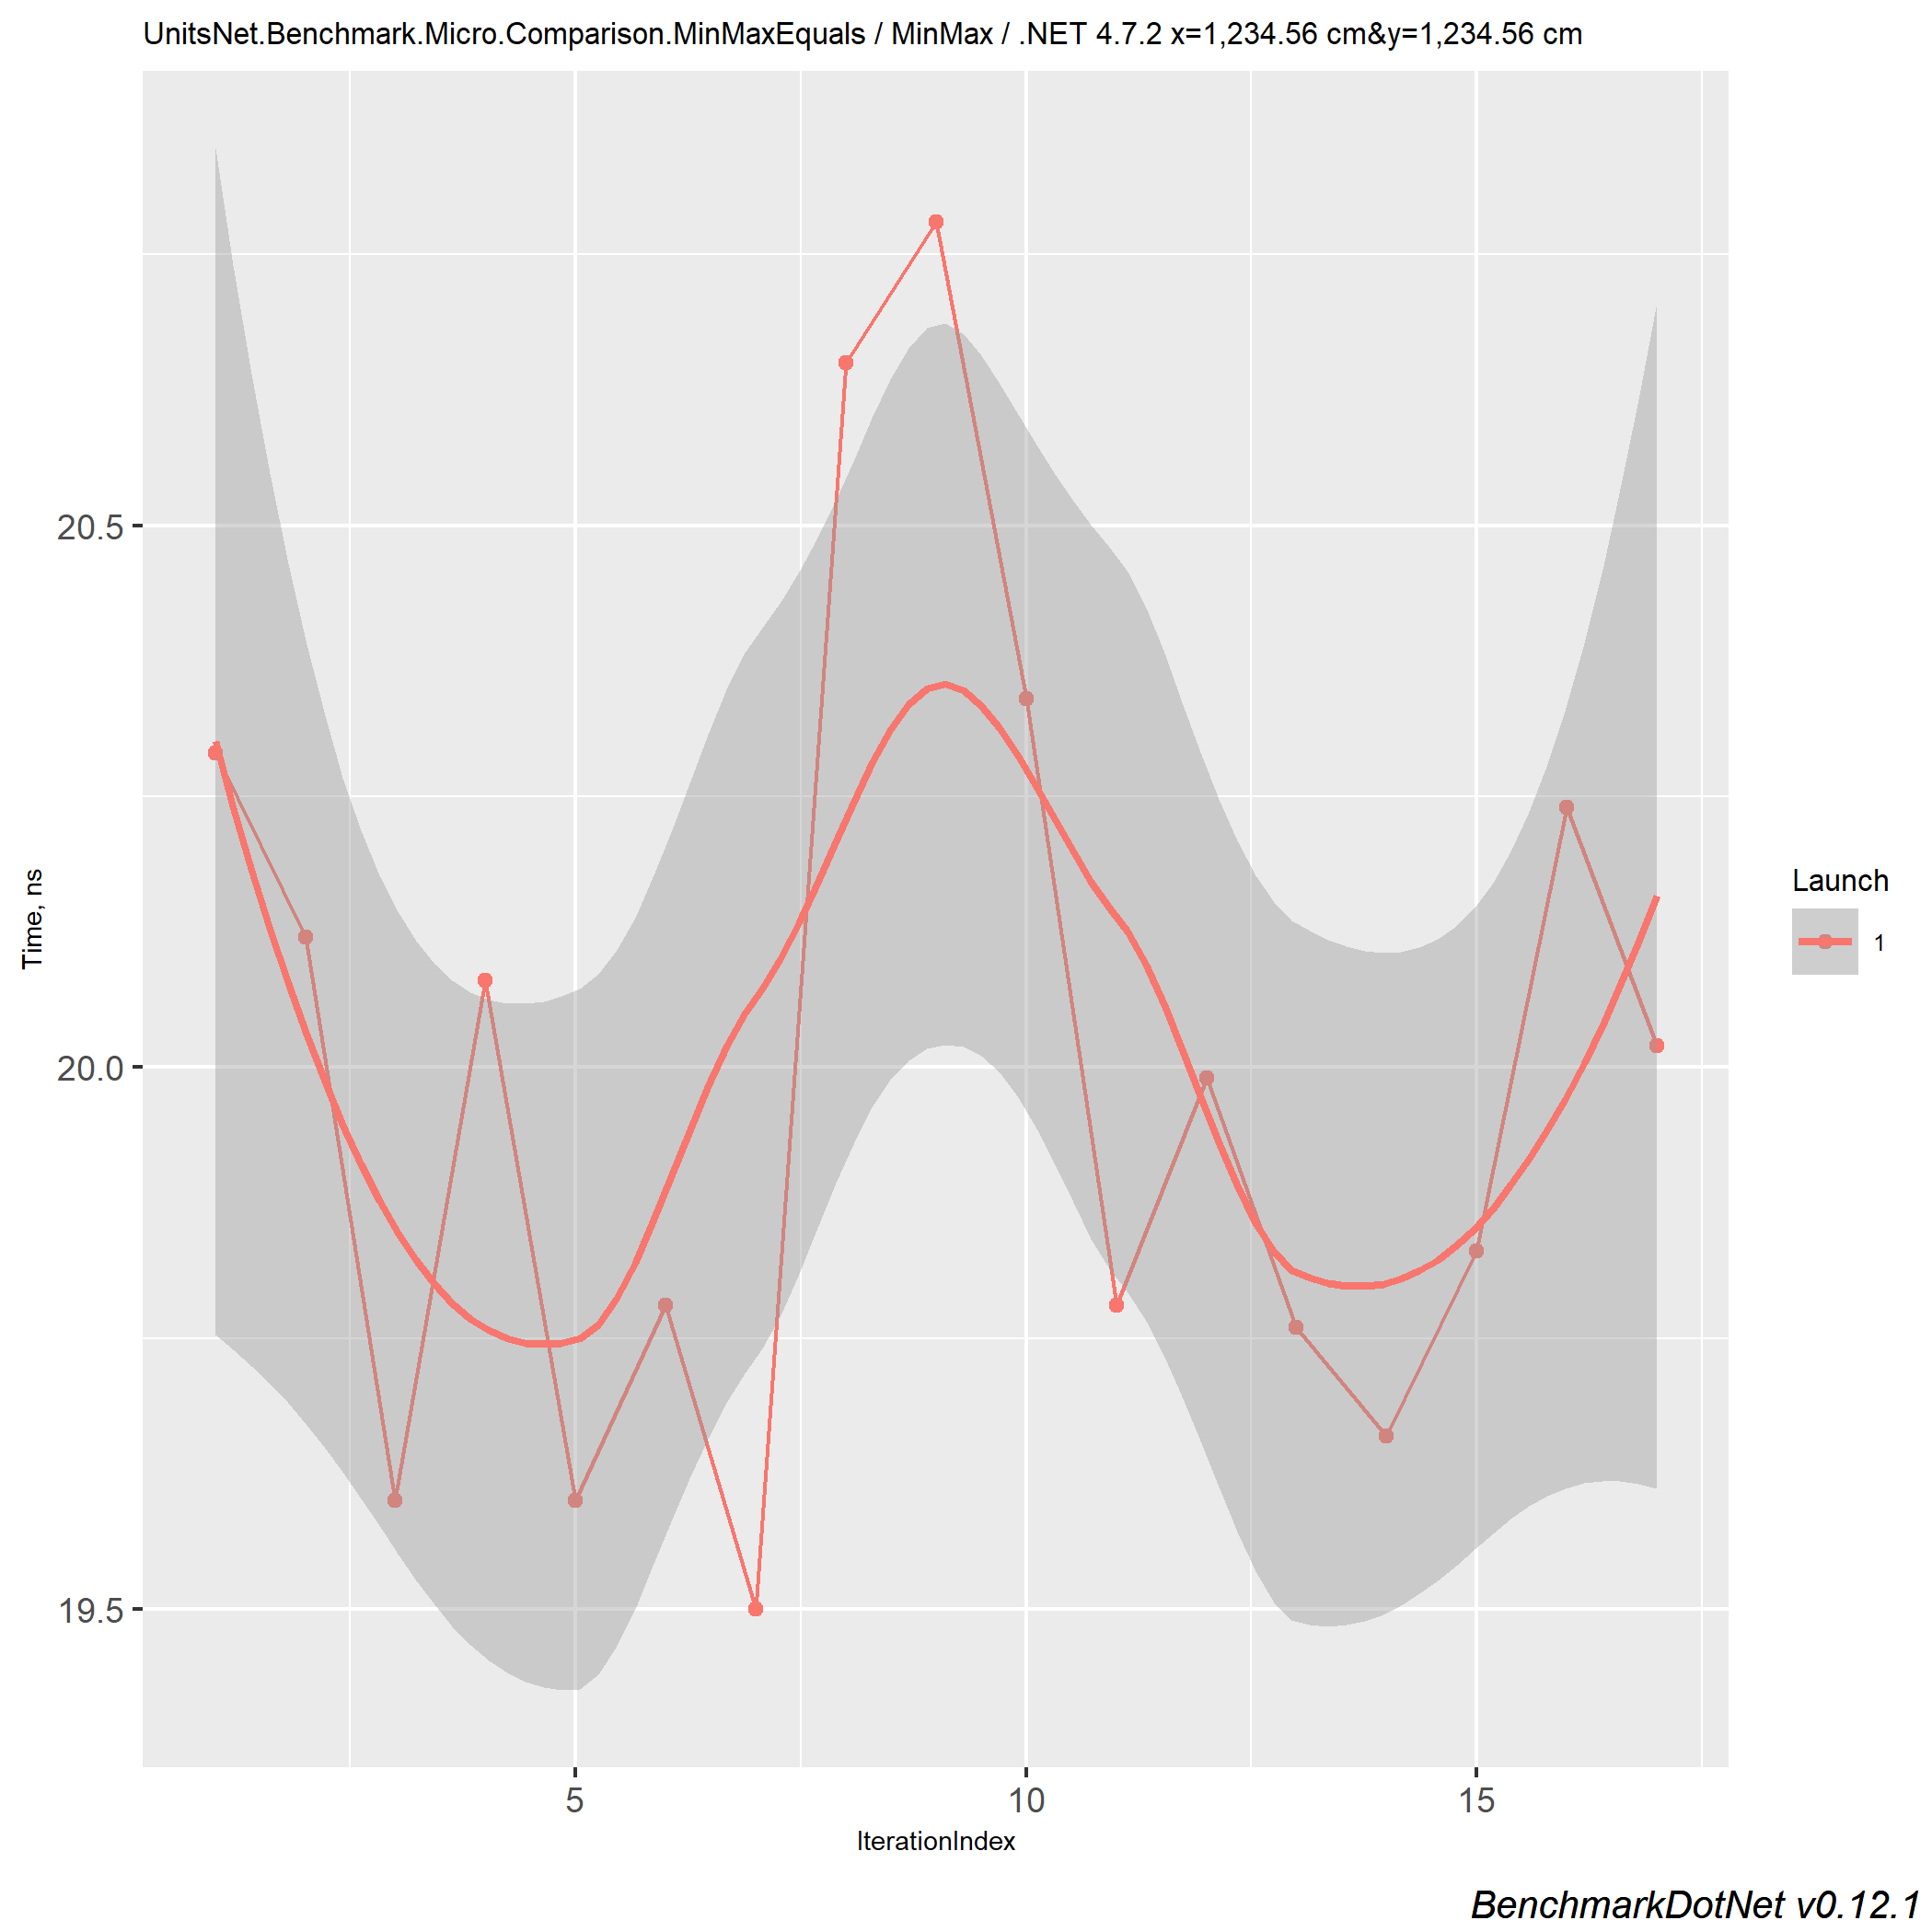 UnitsNet.Benchmark.Micro.Comparison.MinMaxEquals / MinMax / .NET 4.7.2 x=1,234.56 cm&y=1,234.56 cm
20.5
20.0
19.5
Time, ns
5
10
15
IterationIndex
Launch
1
BenchmarkDotNet v0.12.1